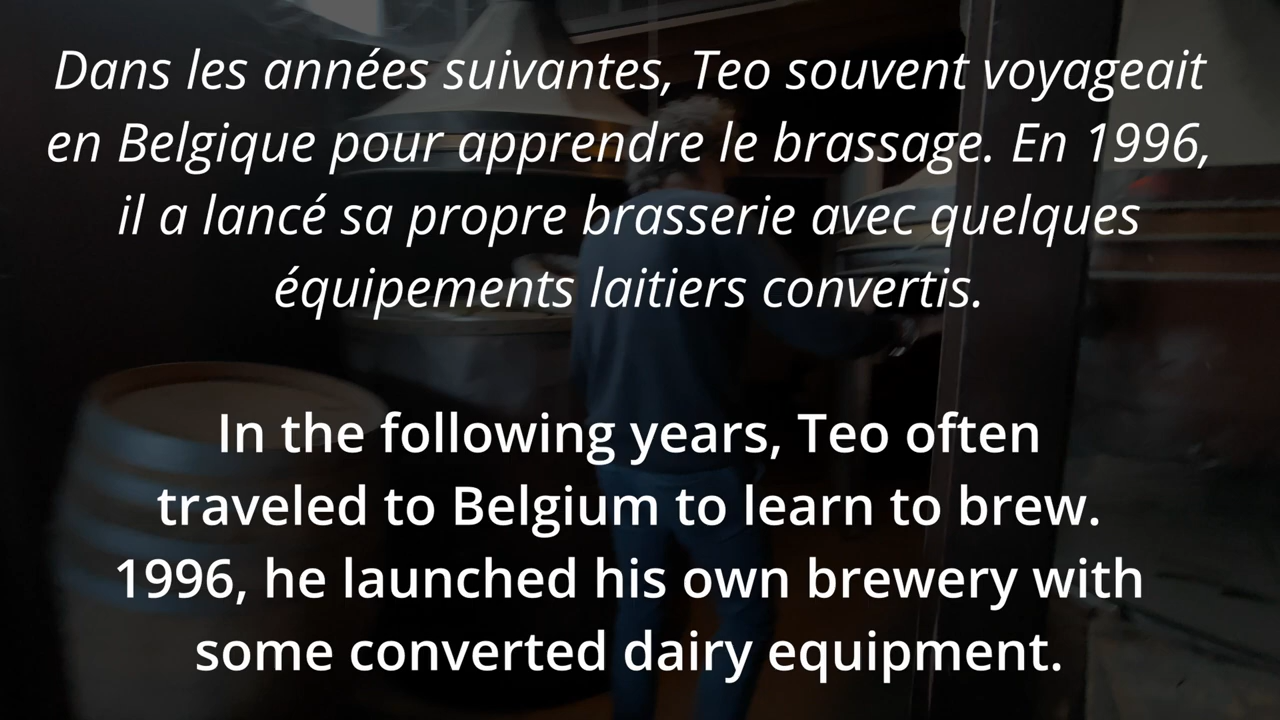 Dans les années suivantes, Teo souvent voyageait
en Belgique pour apprendre le brassage. En 1996,
il a lancé sa propre brasserie avec quelques
équipements laitiers convertis.
In the following years, Teo often
traveled to Belgium to learn to brew.
1996, he launched his own brewery with
some converted dairy equipment.